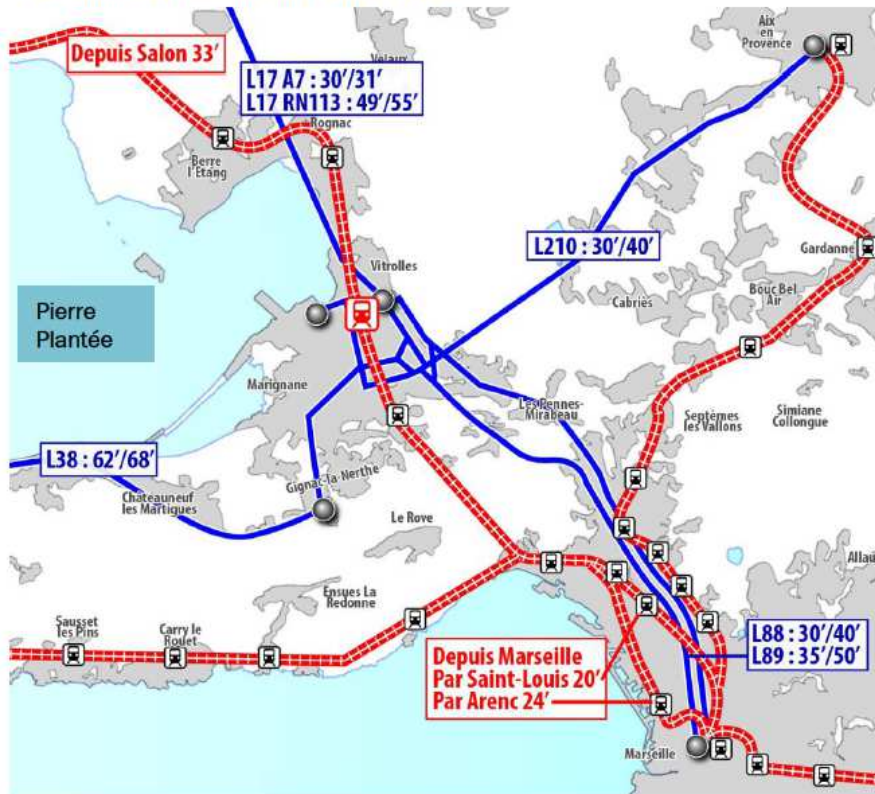 Aix
en
Provence
Depuis Salon 33'
Velaux
L17 A7 : 30'/31'
L17 RN113 : 49'/55'
Rognac
Berre
l'Etang
L210 : 30'/40'
Gardanne
Vitrolles
Bouc Bel
Air
Cabriès
Pierre
Plantée
Marignane
Les Pennes-
Mirabeau
Septèmes
les Vallons
Simiane
Collongue
L38 : 62'/68'
Gignac-la-Nerthe
Chateauneuf
les Martigues
Le Rove
Allau
Ensues La
Redonne
Sausset
les Pins
Carry le
Rouet
Depuis Marseille
Par Saint-Louis 20'
Par Arenc 24'
L88 : 30'/40'
L89 : 35'/50'
Marseille